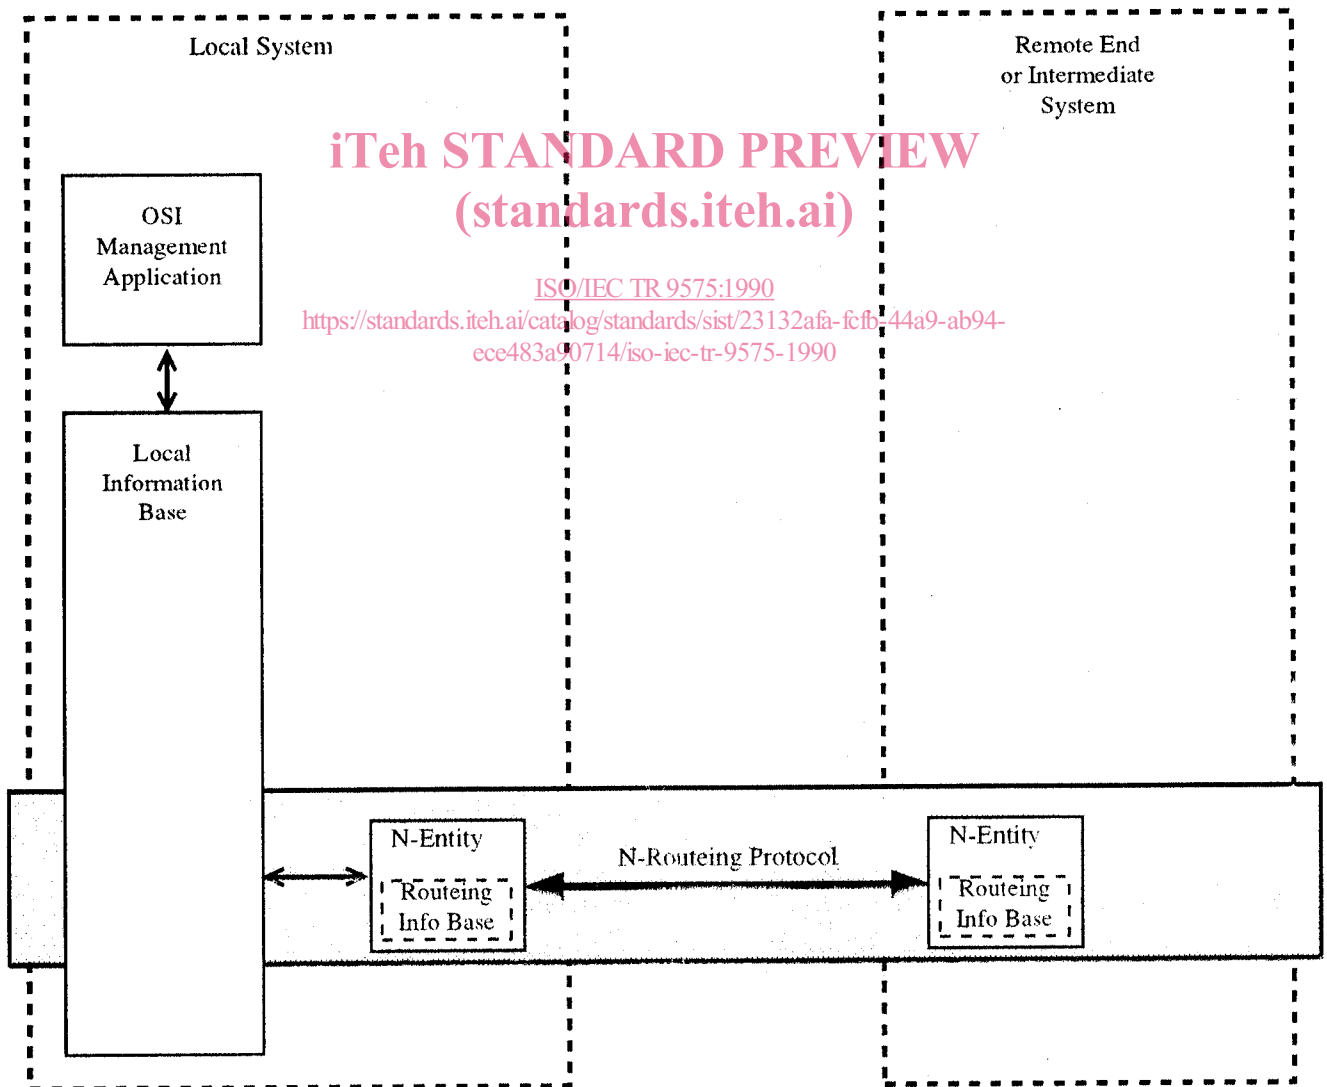 Local System
Remote End
or Intermediate
System
iTeh STANDARD PREVIEW
(standards.iteh.ai)
OSI
Management
Application
ISO/IEC TR 9575:1990
https://standards.iteh.ai/catalog/standards/sist/23132afa-fcfb-44a9-ab94-
ece483a90714/iso-iec-tr-9575-1990
Local
Information
Base
N-Entity
Routeing
Info Base
N-Routeing Protocol
N-Entity
Routeing
Info Base